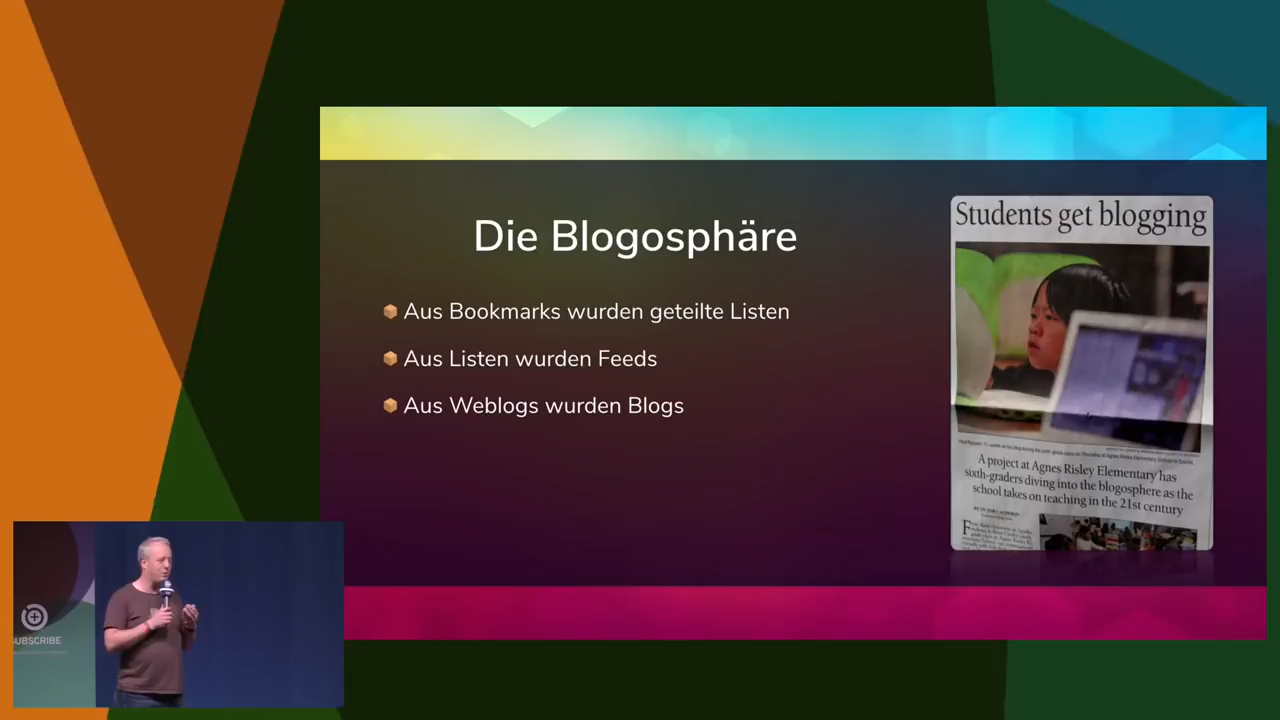 Die Blogosphäre
Aus Bookmarks wurden geteilte Listen
Aus Listen wurden Feeds
Aus Weblogs wurden Blogs
Students get blogging
A project at Agnes Risley Elementary has
sixth-graders diving into the blogosphere as the
school takes on teaching in the 21st century
UBSCRIBE